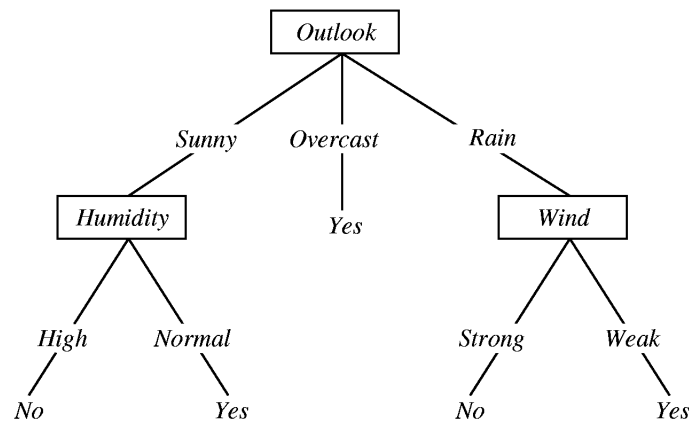 Outlook
Sunny Overcast Rain
Humidity Yes Wind
High Normal Strong Weak
No Yes No Yes